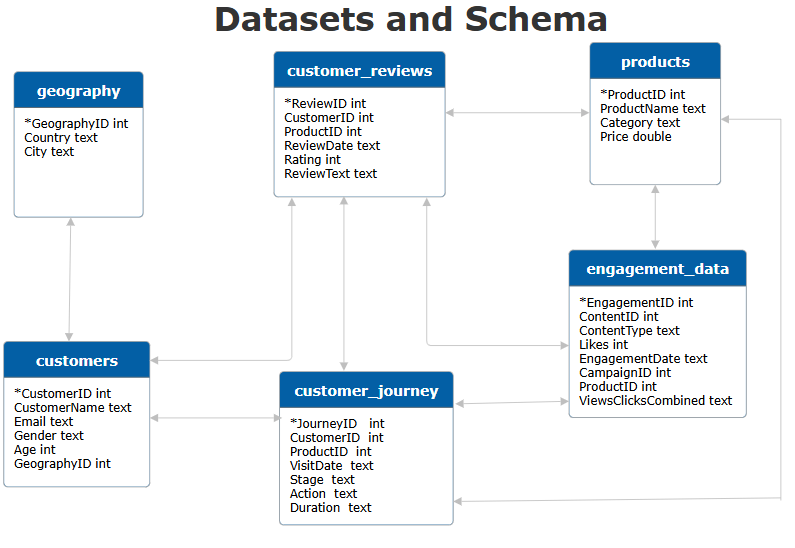 Datasets and Schema
geography
*GeographyID int
Country text
City text
customer_reviews
*ReviewID int
CustomerID int
ProductID int
ReviewDate text
Rating int
ReviewText text
products
*ProductID int
ProductName text
Category text
Price double
customers
*CustomerID int
CustomerName text
Email text
Gender text
Age int
GeographyID int
customer_journey
*JourneyID int
CustomerID int
ProductID int
VisitDate text
Stage text
Action text
Duration text
engagement_data
*EngagementID int
ContentID int
ContentType text
Likes int
EngagementDate text
CampaignID int
ProductID int
ViewsClicksCombined text